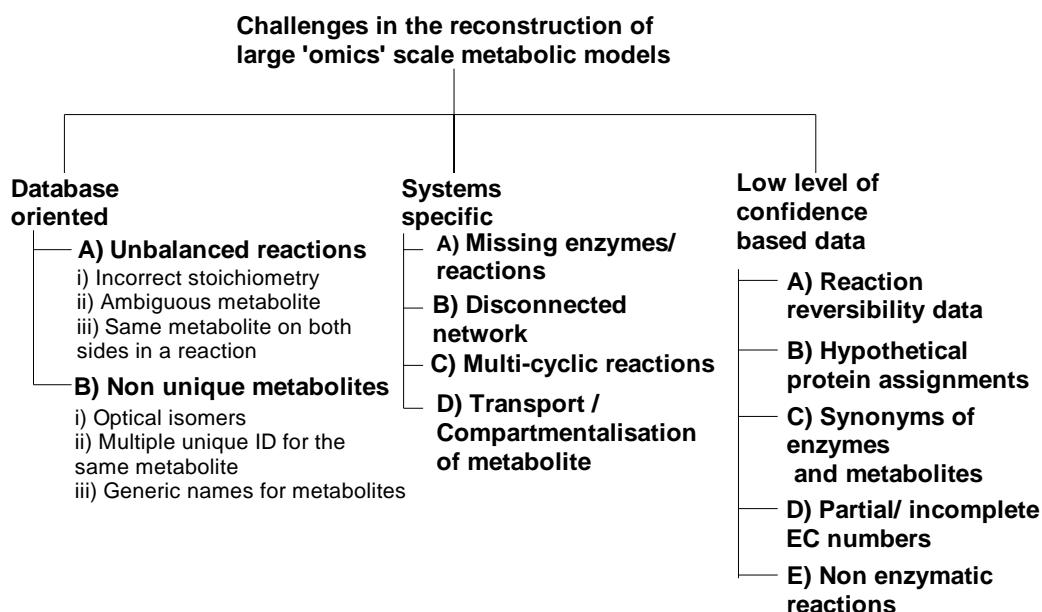 Challenges in the reconstruction of
large 'omics' scale metabolic models
Database
oriented
A) Unbalanced reactions
i) Incorrect stoichiometry
ii) Ambiguous metabolite
iii) Same metabolite on both
sides in a reaction
B) Non unique metabolites
i) Optical isomers
ii) Multiple unique ID for the
same metabolite
iii) Generic names for metabolites
Systems
specific
A) Missing enzymes/
reactions
B) Disconnected
network
C) Multi-cyclic reactions
D) Transport /
Compartmentalisation
of metabolite
Low level of
confidence
based data
A) Reaction
reversibility data
B) Hypothetical
protein assignments
C) Synonyms of
enzymes
and metabolites
D) Partial/ incomplete
EC numbers
E) Non enzymatic
reactions